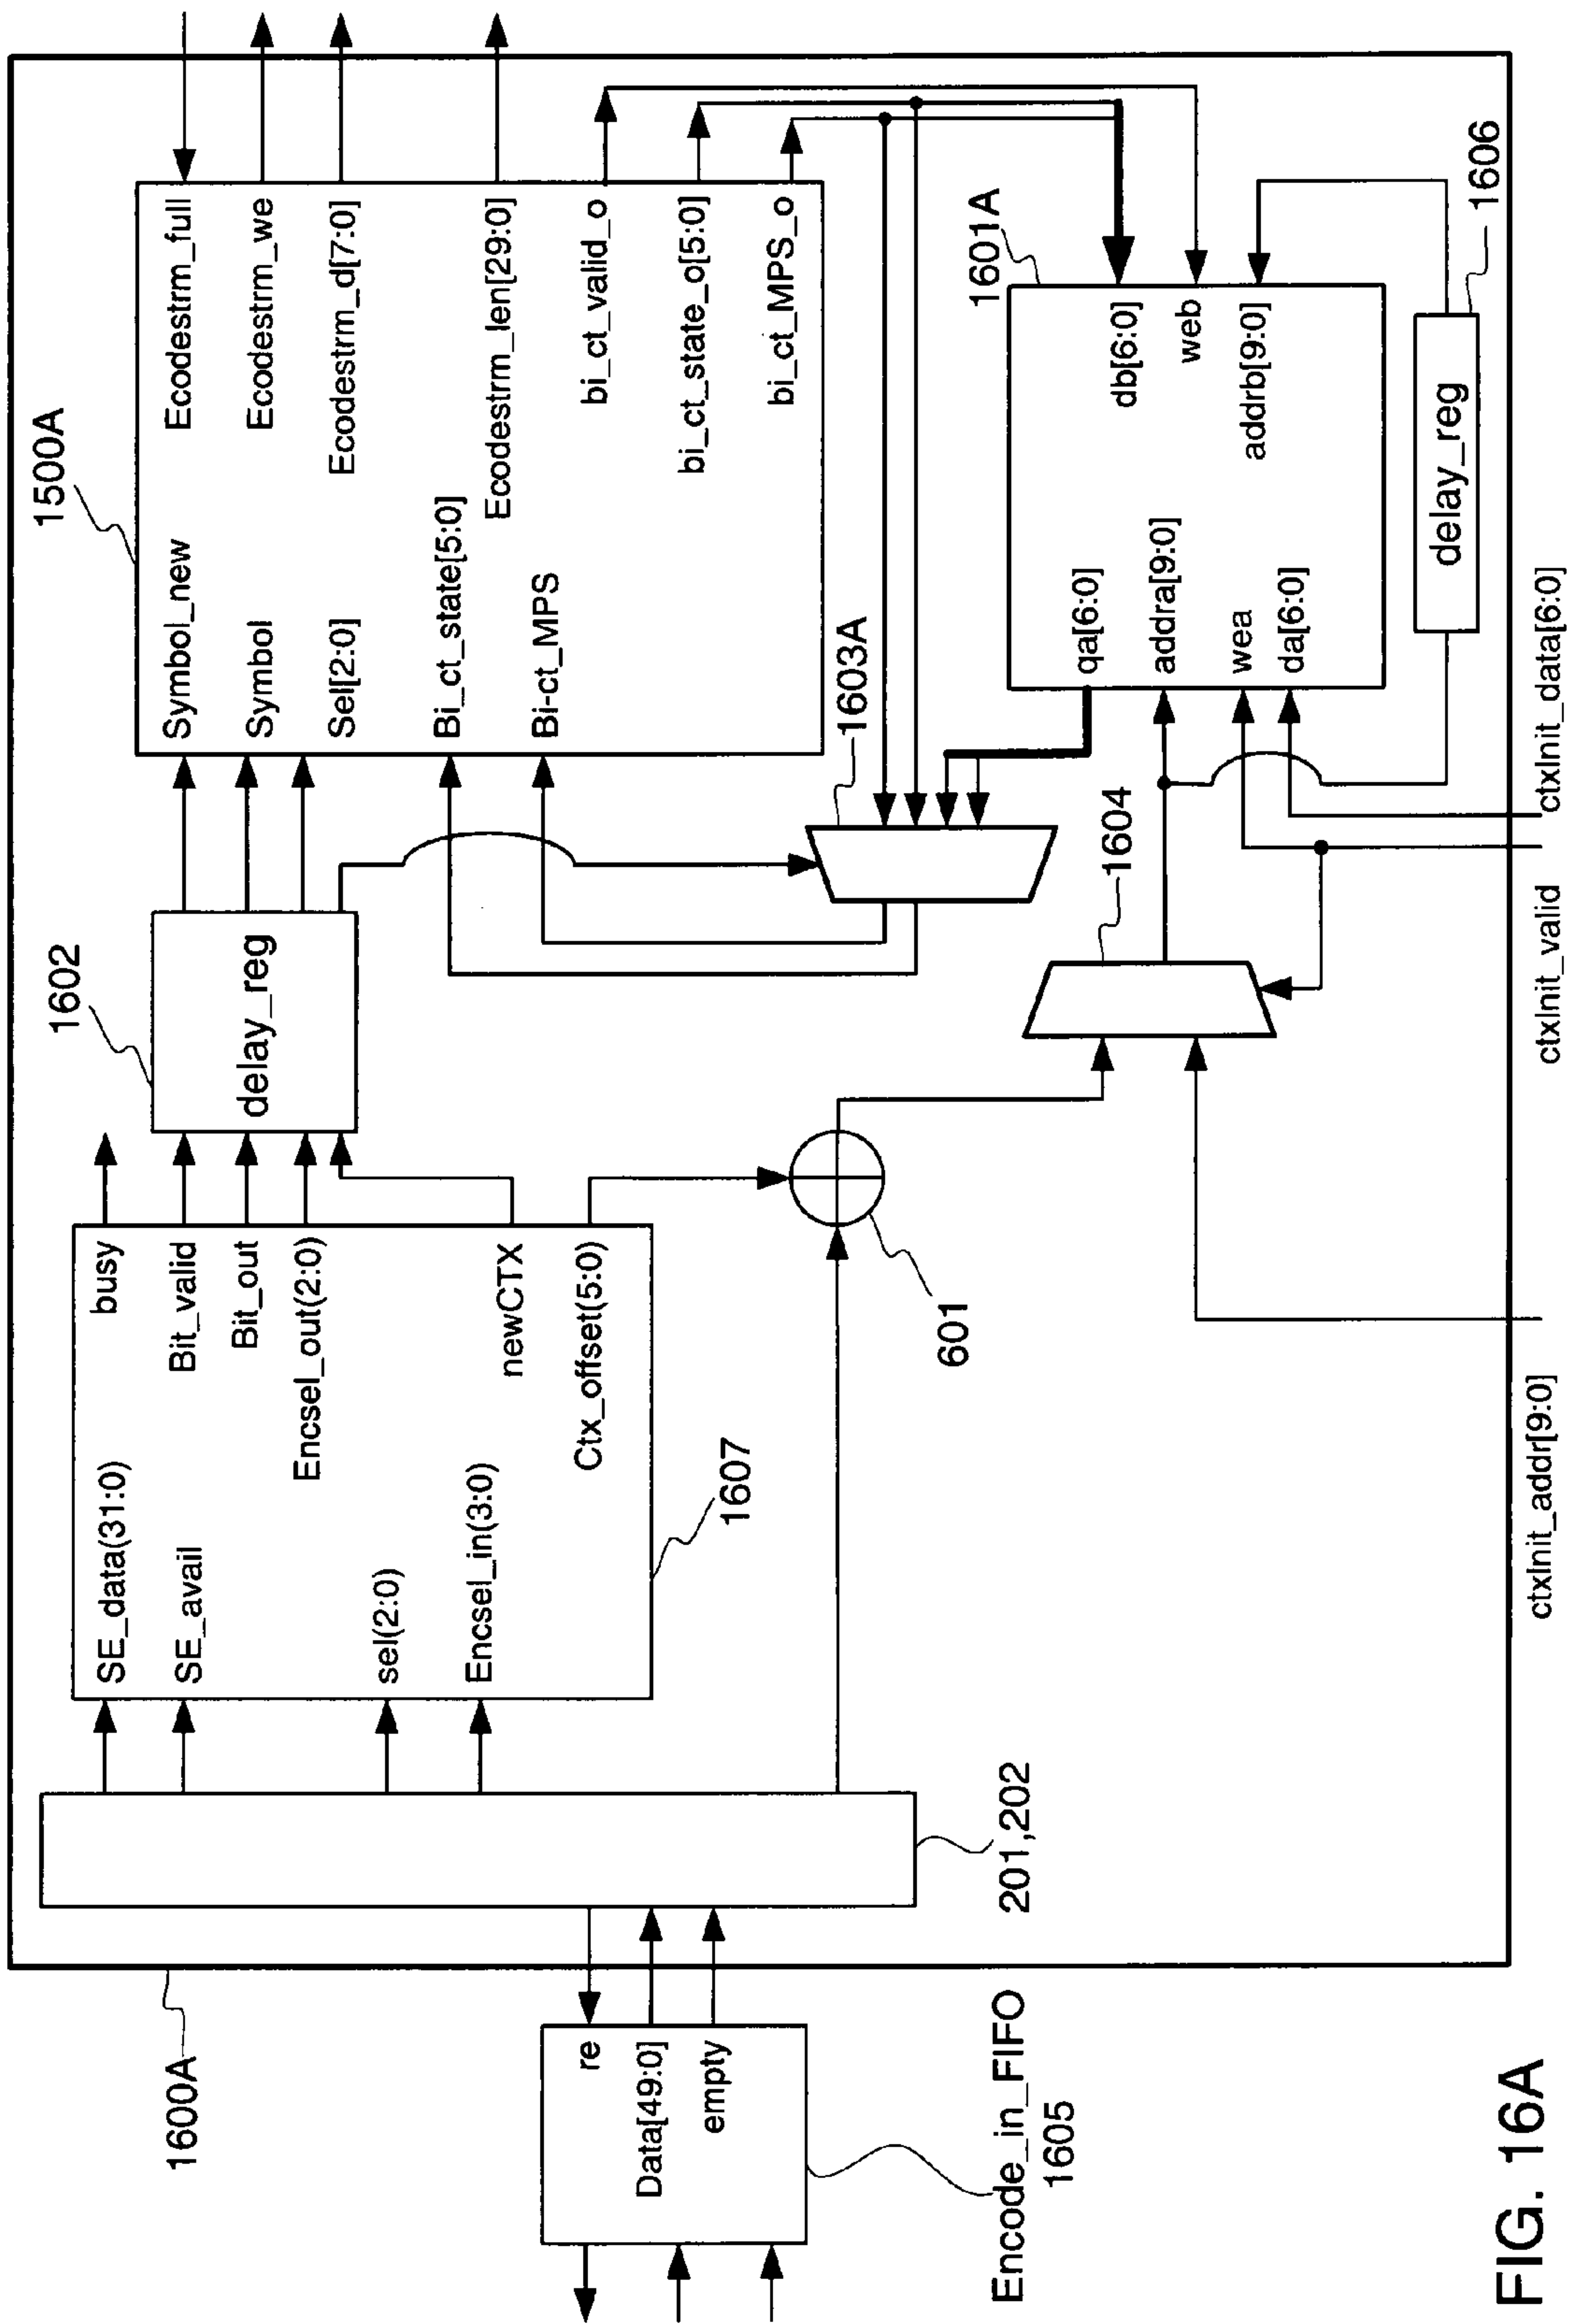 1600A
re
Data[49:0]
empty
Encode_in_FIFO
1605
201,202
SE_data(31:0)
SE_avail
sel(2:0)
Encsel_in(3:0)
busy
Bit_valid
Bit_out
Encsel_out(2:0)
newCTX
Ctx_offset(5:0)
1607
601
1602
delay_reg
1500A
Symbol_new
Symbol
Sel[2:0]
Bi_ct_state[5:0]
Bi-ct_MPS
Ecodestrm_full
Ecodestrm_we
Ecodestrm_d[7:0]
Ecodestrm_len[29:0]
bi_ct_valid_o
bi_ct_state_o[5:0]
bi_ct_MPS_o
1603A
1604
1601A
qa[6:0]
addra[9:0]
wea
da[6:0]
db[6:0]
web
addrb[9:0]
delay_reg
1606
ctxInit_addr[9:0]
ctxInit_valid
ctxInit_data[6:0]
FIG. 16A